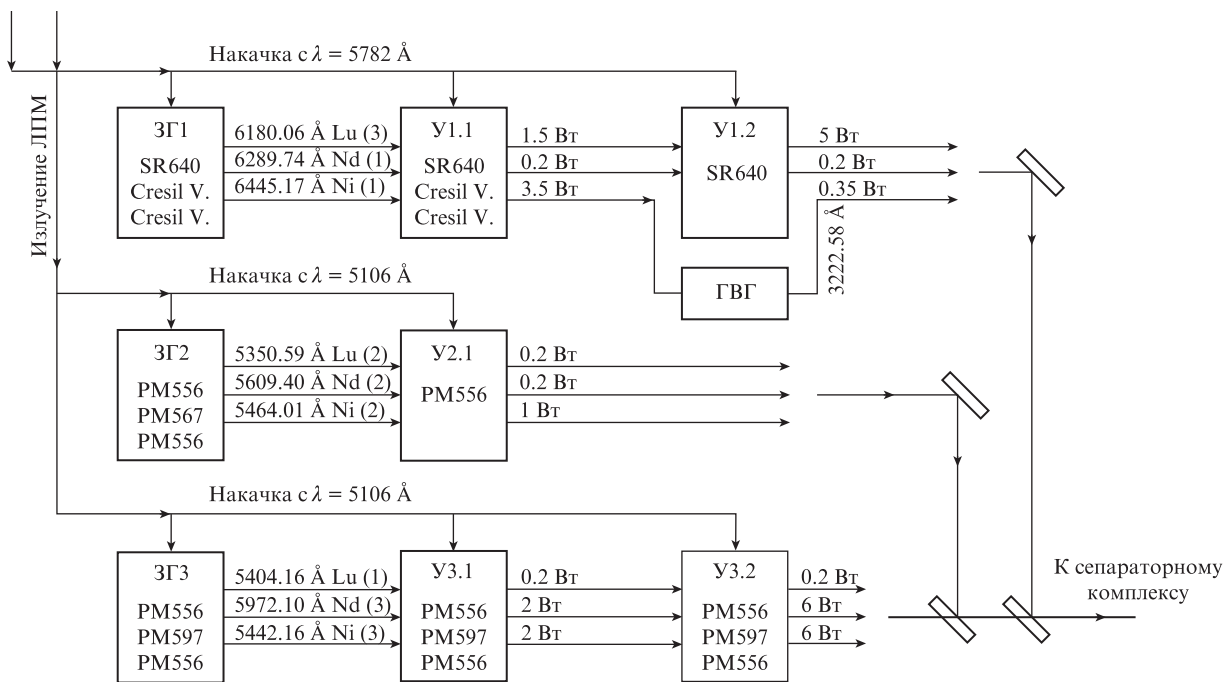 Накачка с λ = 5782 Å
Излучение ЛПМ
ЗГ1
SR640
Cresil V.
Cresil V.
6180.06 Å Lu (3)
6289.74 Å Nd (1)
6445.17 Å Ni (1)
У1.1
SR640
Cresil V.
Cresil V.
1.5 Вт
0.2 Вт
3.5 Вт
У1.2
SR640
5 Вт
0.2 Вт
0.35 Вт
ГВГ
3222.58 Å
Накачка с λ = 5106 Å
ЗГ2
PM556
PM567
PM556
5350.59 Å Lu (2)
5609.40 Å Nd (2)
5464.01 Å Ni (2)
У2.1
PM556
0.2 Вт
0.2 Вт
1 Вт
Накачка с λ = 5106 Å
ЗГ3
PM556
PM597
PM556
5404.16 Å Lu (1)
5972.10 Å Nd (3)
5442.16 Å Ni (3)
У3.1
PM556
PM597
PM556
0.2 Вт
2 Вт
2 Вт
У3.2
PM556
PM597
PM556
0.2 Вт
6 Вт
6 Вт
К сепараторному
комплексу